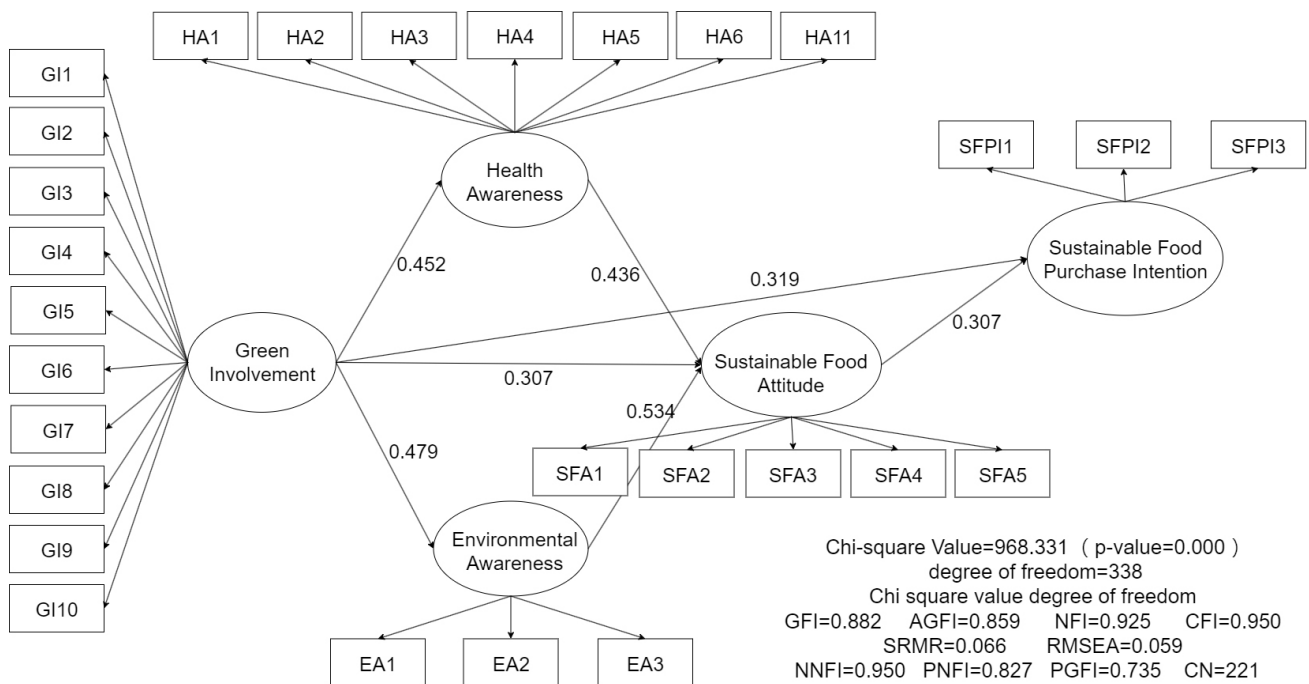 HA1
HA2
HA3
HA4
HA5
HA6
HA11
GI1
GI2
GI3
GI4
GI5
GI6
GI7
GI8
GI9
GI10
SFPI1
SFPI2
SFPI3
Health
Awareness
Sustainable Food
Purchase Intention
0.452
0.436
0.319
0.307
Green
Involvement
0.307
Sustainable Food
Attitude
0.534
0.479
SFA1
SFA2
SFA3
SFA4
SFA5
Environmental
Awareness
EA1
EA2
EA3
Chi-square Value=968.331 ( p-value=0.000 )
degree of freedom=338
Chi square value degree of freedom
GFI=0.882 AGFI=0.859 NFI=0.925 CFI=0.950
SRMR=0.066 RMSEA=0.059
NNFI=0.950 PNFI=0.827 PGFI=0.735 CN=221